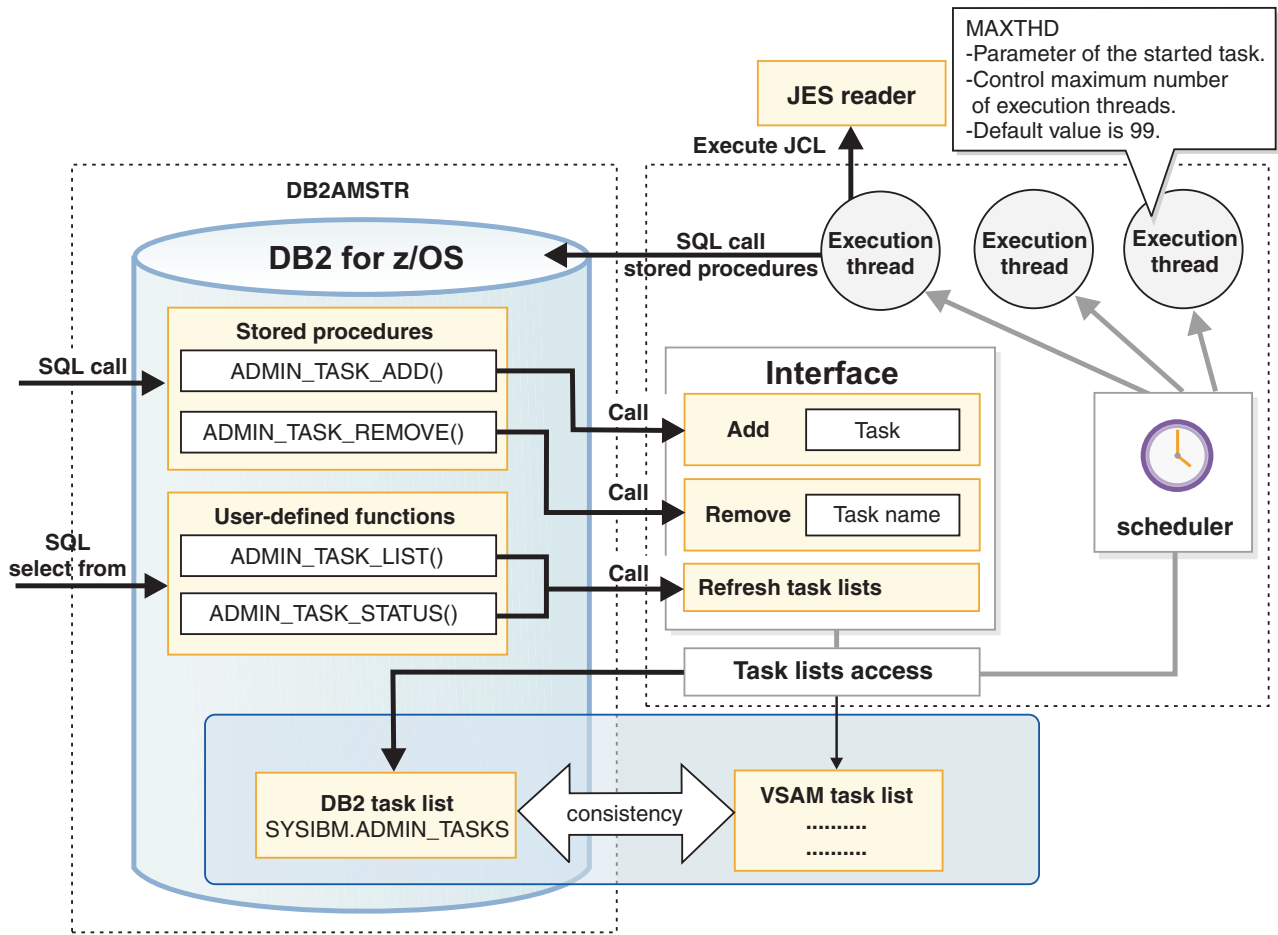 MAXTHD
-Parameter of the started task.
-Control maximum number
of execution threads.
-Default value is 99.
JES reader
Execute JCL
DB2AMSTR
DB2 for z/OS
SQL call
stored procedures
Execution
thread
Execution
thread
Execution
thread
Stored procedures
SQL call
ADMIN_TASK_ADD()
ADMIN_TASK_REMOVE()
User-defined functions
SQL
select from
ADMIN_TASK_LIST()
ADMIN_TASK_STATUS()
Call
Call
Call
Interface
Add
Task
Remove
Task name
Refresh task lists
scheduler
Task lists access
DB2 task list
SYSIBM.ADMIN_TASKS
consistency
VSAM task list
..........
..........